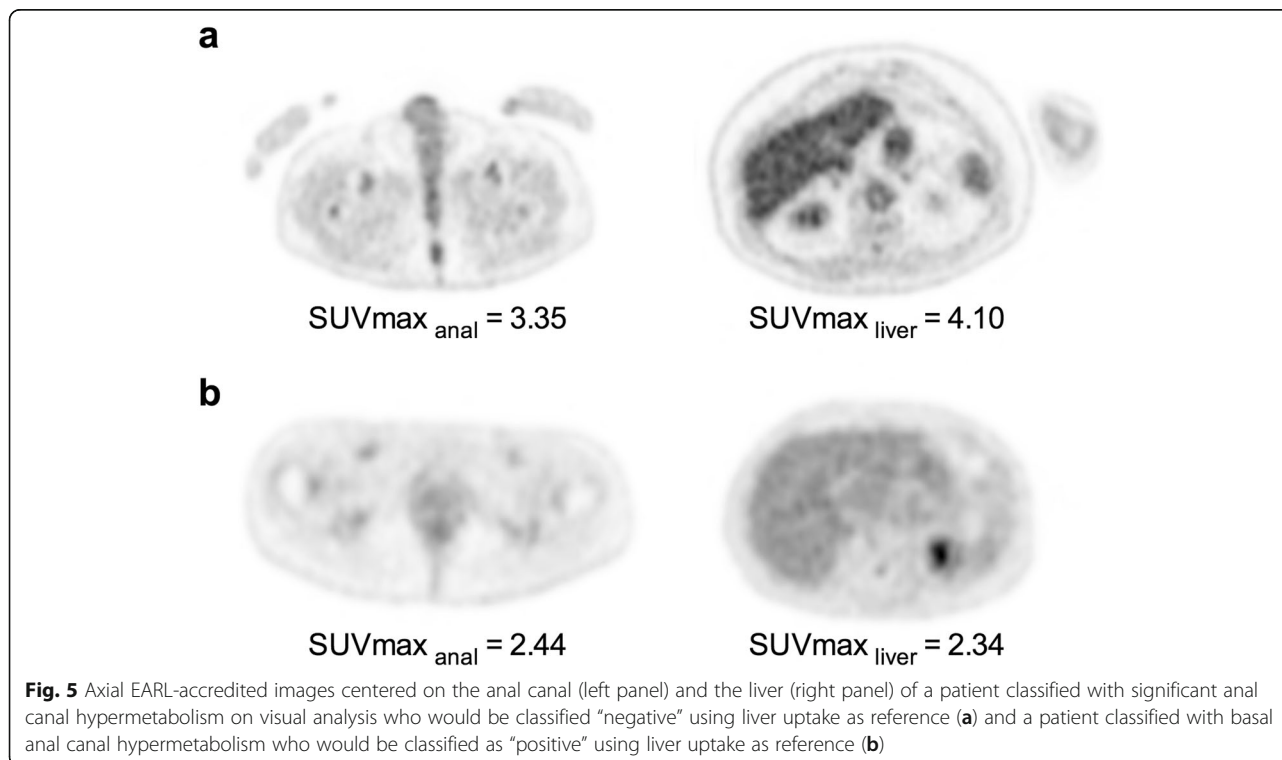 a
SUVmax anal = 3.35 SUVmax liver = 4.10
b
SUVmax anal = 2.44 SUVmax liver = 2.34
Fig. 5 Axial EARL-accredited images centered on the anal canal (left panel) and the liver (right panel) of a patient classified with significant anal
canal hypermetabolism on visual analysis who would be classified “negative” using liver uptake as reference (a) and a patient classified with basal
anal canal hypermetabolism who would be classified as “positive” using liver uptake as reference (b)